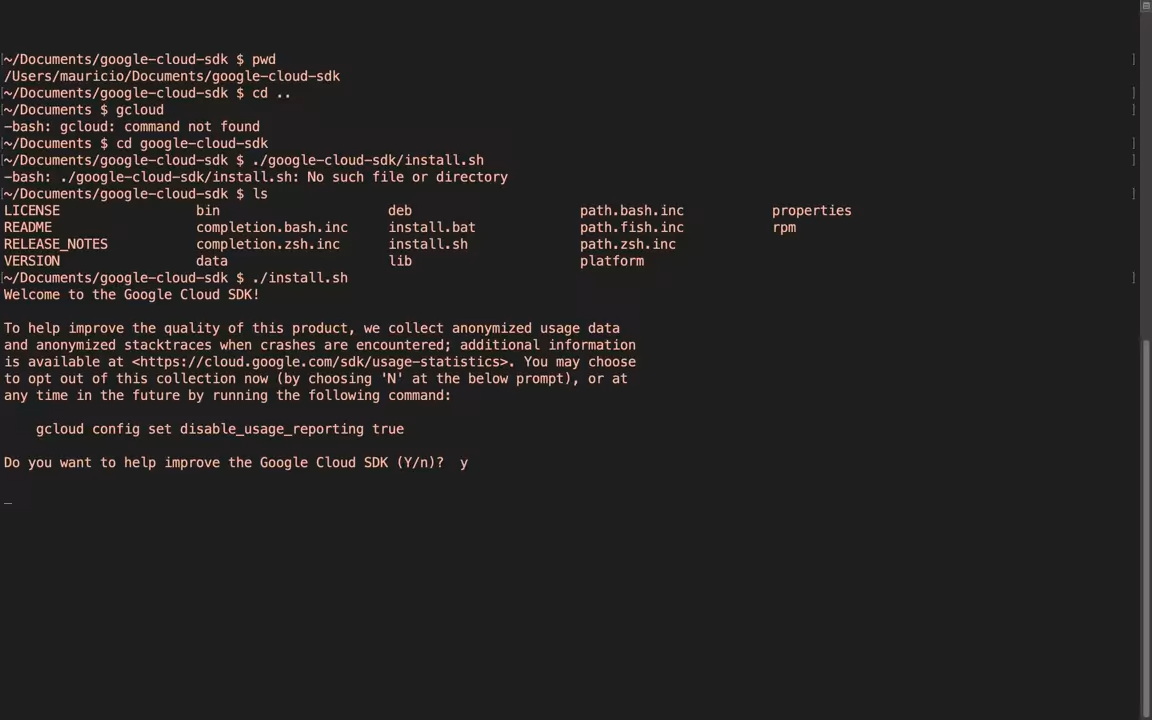 ~/Documents/google-cloud-sdk $ pwd
/Users/mauricio/Documents/google-cloud-sdk
~/Documents/google-cloud-sdk $ cd ..
~/Documents $ gcloud
-bash: gcloud: command not found
~/Documents $ cd google-cloud-sdk
~/Documents/google-cloud-sdk $ ./google-cloud-sdk/install.sh
-bash: ./google-cloud-sdk/install.sh: No such file or directory
~/Documents/google-cloud-sdk $ ls
LICENSE bin deb path.bash.inc properties
README completion.bash.inc install.bat path.fish.inc rpm
RELEASE_NOTES completion.zsh.inc install.sh path.zsh.inc
VERSION data lib platform
~/Documents/google-cloud-sdk $ ./install.sh
Welcome to the Google Cloud SDK!
To help improve the quality of this product, we collect anonymized usage data
and anonymized stacktraces when crashes are encountered; additional information
is available at <https://cloud.google.com/sdk/usage-statistics>. You may choose
to opt out of this collection now (by choosing 'N' at the below prompt), or at
any time in the future by running the following command:
gcloud config set disable_usage_reporting true
Do you want to help improve the Google Cloud SDK (Y/n)? y